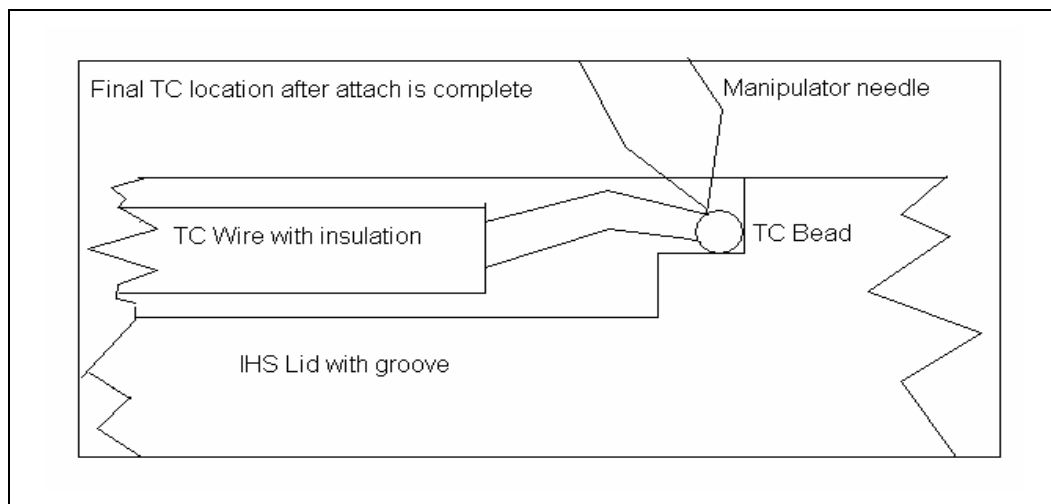 Final TC location after attach is complete
Manipulator needle
TC Wire with insulation
TC Bead
IHS Lid with groove